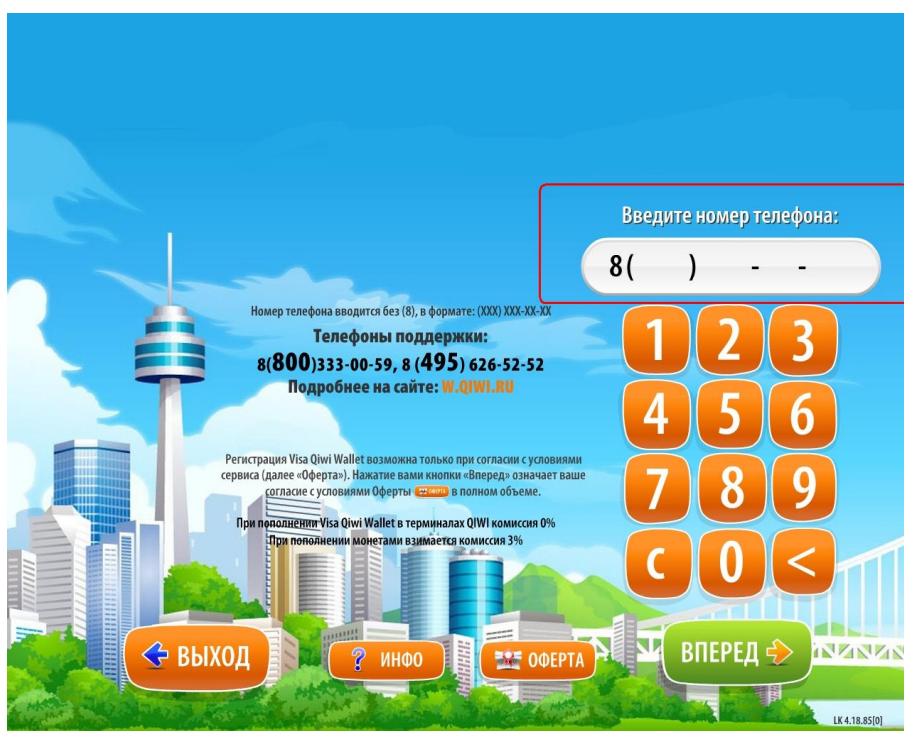 Введите номер телефона:
8( ) - -
Номер телефона вводится без (8), в формате: (XXX) XXX-XX-XX
Телефоны поддержки:
8(800)333-00-59, 8 (495) 626-52-52
Подробнее на сайте: W.QIWI.RU
1 2 3
4 5 6
7 8 9
C 0 <
Регистрация Visa Qiwi Wallet возможна только при согласии с условиями
сервиса (далее «Оферта»). Нажатие вами кнопки «Вперед» означает ваше
согласие с условиями Оферты ОФЕРТА в полном объеме.
При пополнении Visa Qiwi Wallet в терминалах QIWI комиссия 0%
При пополнении монетами взимается комиссия 3%
ВЫХОД
? ИНФО
ОФЕРТА
ВПЕРЕД
LK 4.18.85[0]